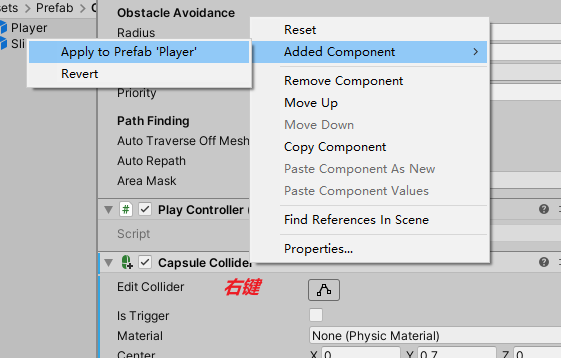 sets > Prefab > C
Player
Sli
Obstacle Avoidance
Radius
Priority
Path Finding
Auto Traverse Off Mesh
Auto Repath
Area Mask
Apply to Prefab 'Player'
Revert
Reset
Added Component
Remove Component
Move Up
Move Down
Copy Component
Paste Component As New
Paste Component Values
Find References In Scene
Properties...
# Play Controller (
Script
Capsule Collider
Edit Collider
右键
Is Trigger
Material
None (Physic Material)
Center X 0 Y 0.7 Z 0